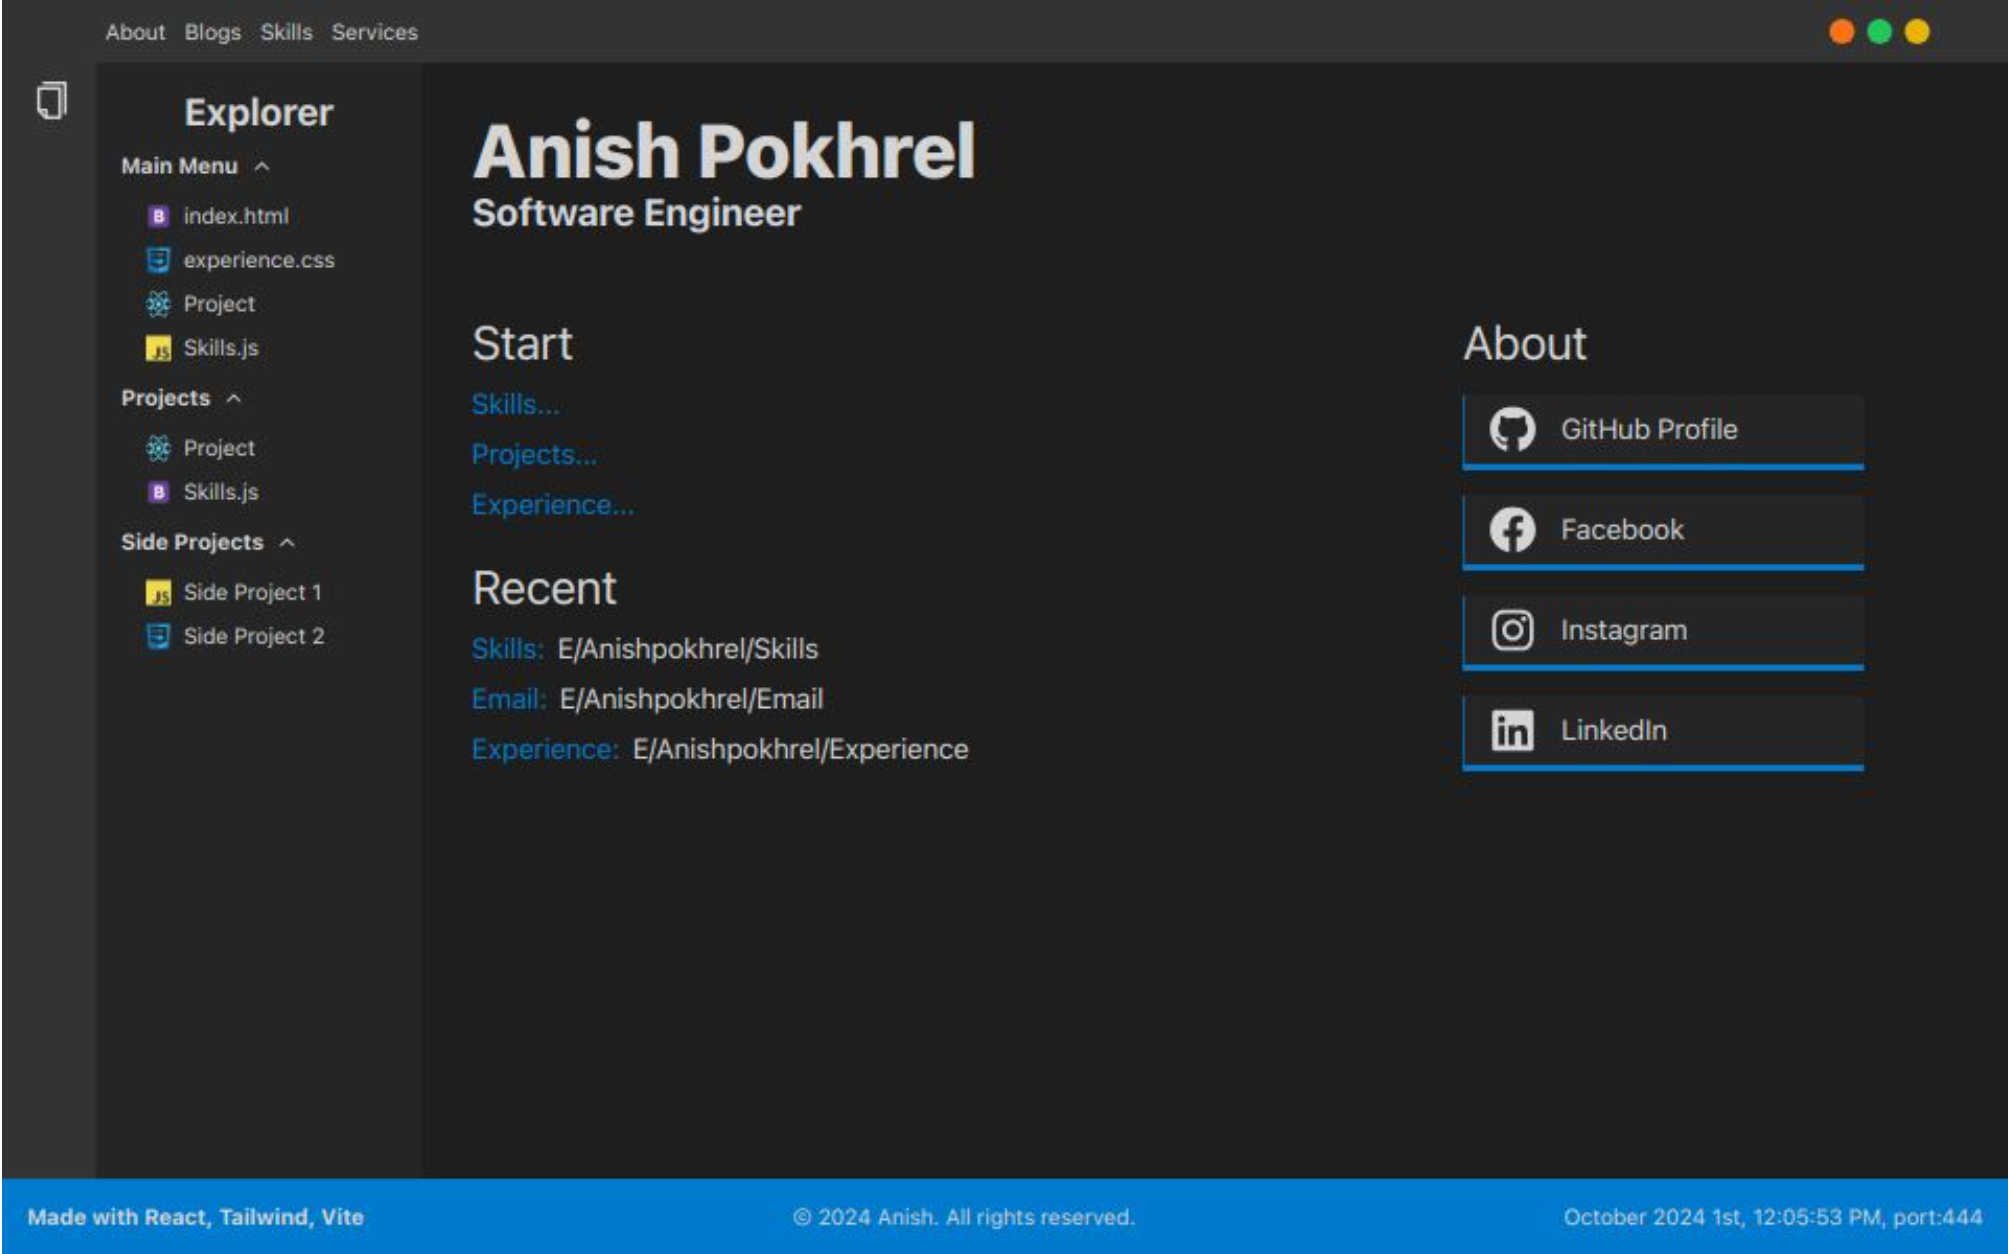 About Blogs Skills Services
Explorer
Main Menu
B index.html
experience.css
Project
JS Skills.js
Projects
Project
B Skills.js
Side Projects
JS Side Project 1
Side Project 2
Anish Pokhrel
Software Engineer
Start
Skills...
Projects...
Experience...
Recent
Skills: E/Anishpokhrel/Skills
Email: E/Anishpokhrel/Email
Experience: E/Anishpokhrel/Experience
About
GitHub Profile
Facebook
Instagram
in LinkedIn
Made with React, Tailwind, Vite
© 2024 Anish. All rights reserved.
October 2024 1st, 12:05:53 PM, port:444